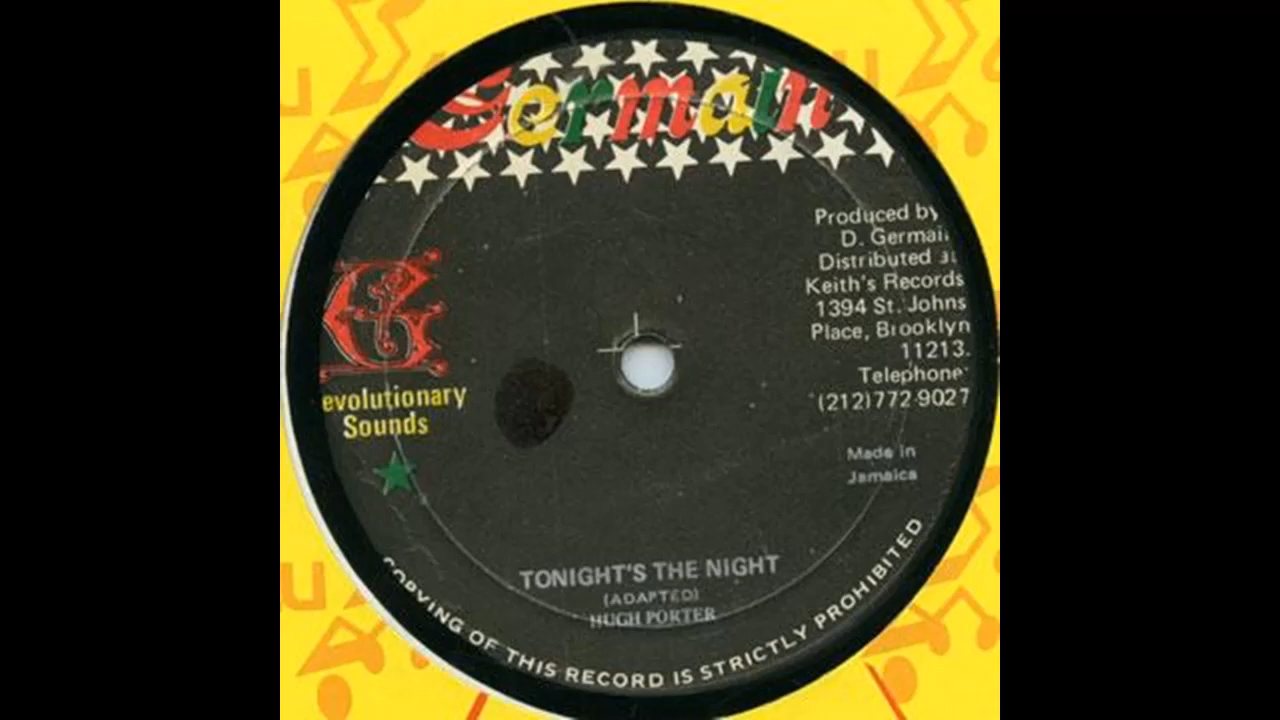 Germain
Produced by
D. Germain
Distributed at
Keith's Records
1394 St. Johns
Place, Brooklyn
11213.
Telephone
(212)772-9027
Made in
Jamaica
G
evolutionary
Sounds
TONIGHT'S THE NIGHT
(ADAPTED)
HUGH PORTER
COPYING OF THIS RECORD IS STRICTLY PROHIBITED